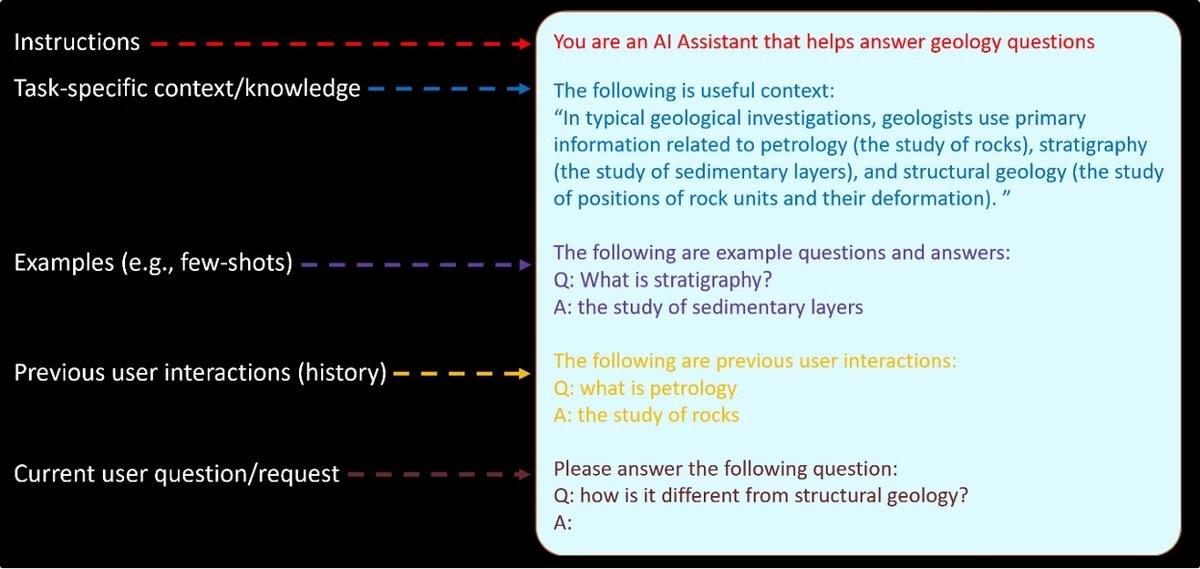 Instructions
You are an AI Assistant that helps answer geology questions
Task-specific context/knowledge
The following is useful context:
“In typical geological investigations, geologists use primary
information related to petrology (the study of rocks), stratigraphy
(the study of sedimentary layers), and structural geology (the study
of positions of rock units and their deformation). ”
Examples (e.g., few-shots)
The following are example questions and answers:
Q: What is stratigraphy?
A: the study of sedimentary layers
Previous user interactions (history)
The following are previous user interactions:
Q: what is petrology
A: the study of rocks
Current user question/request
Please answer the following question:
Q: how is it different from structural geology?
A: